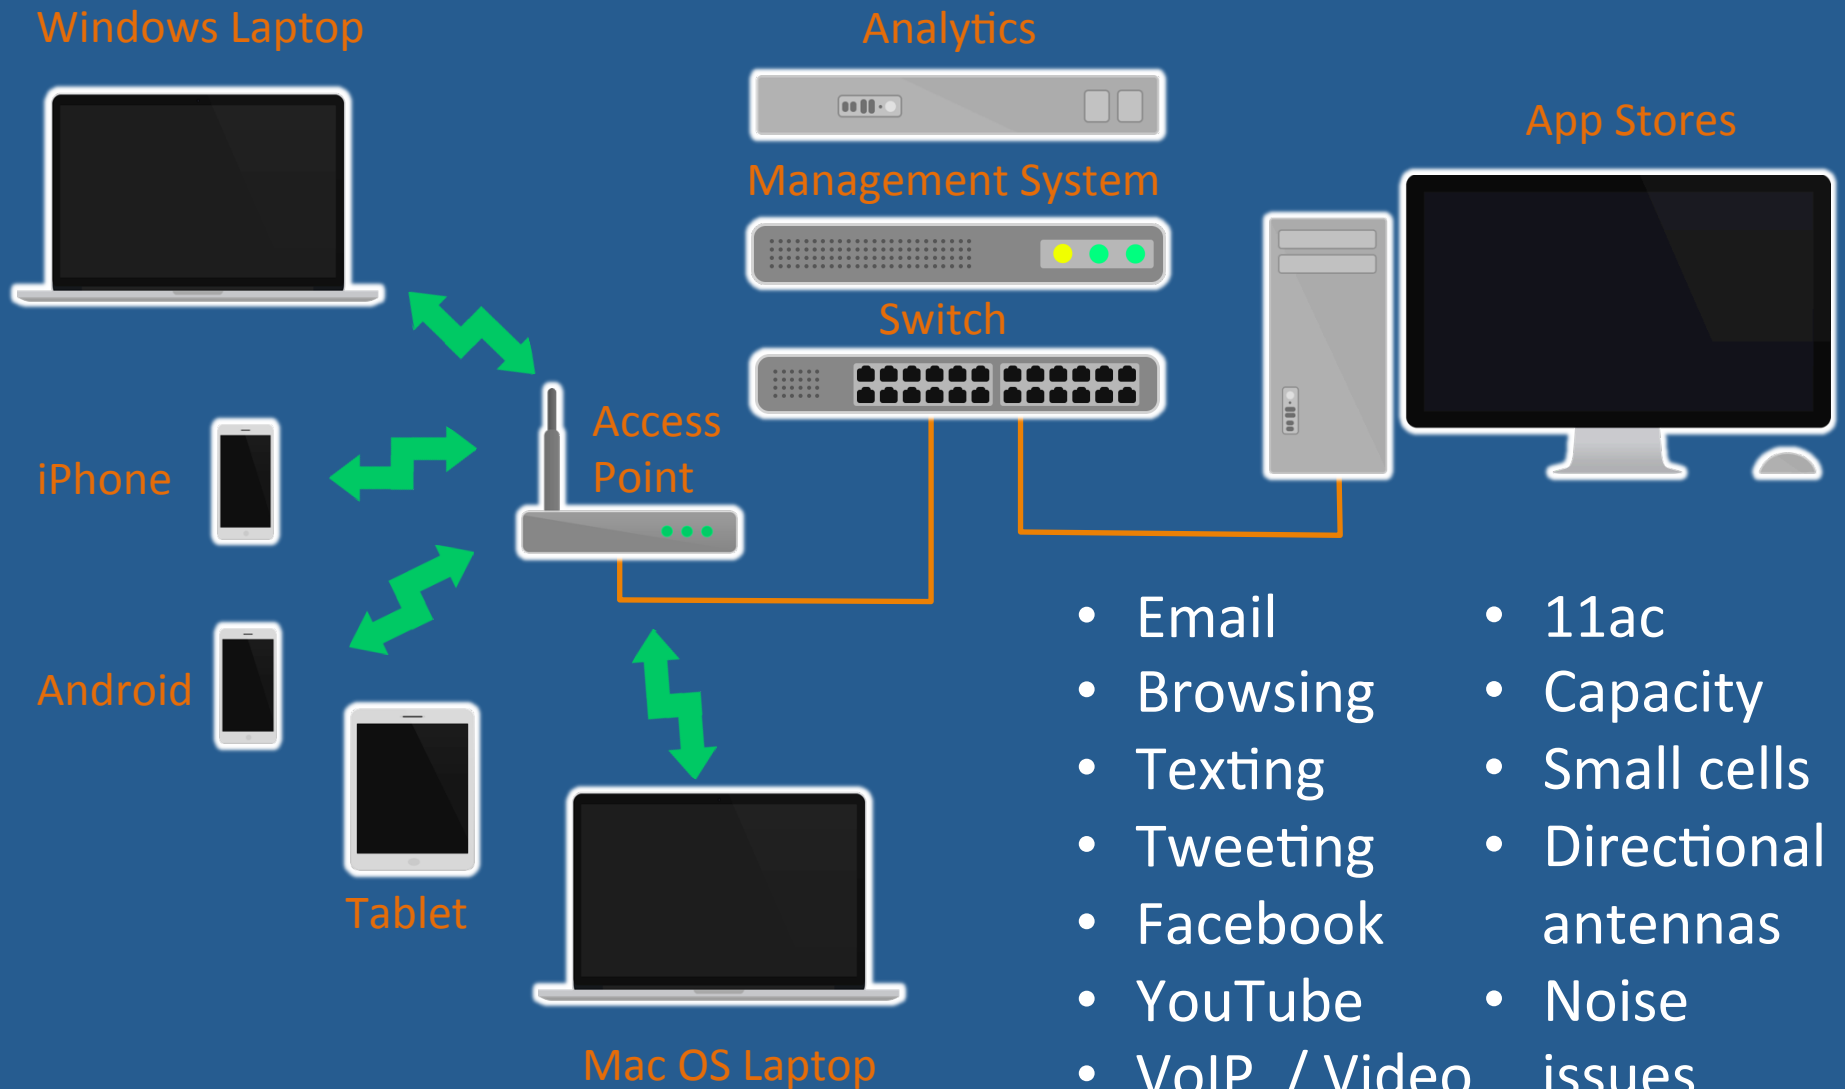 Windows Laptop
Analytics
App Stores
Management System
Switch
Access
Point
iPhone
Android
Tablet
Mac OS Laptop
• Email
• Browsing
• Texting
• Tweeting
• Facebook
• YouTube
• VoIP / Video
• 11ac
• Capacity
• Small cells
• Directional
antennas
• Noise
issues